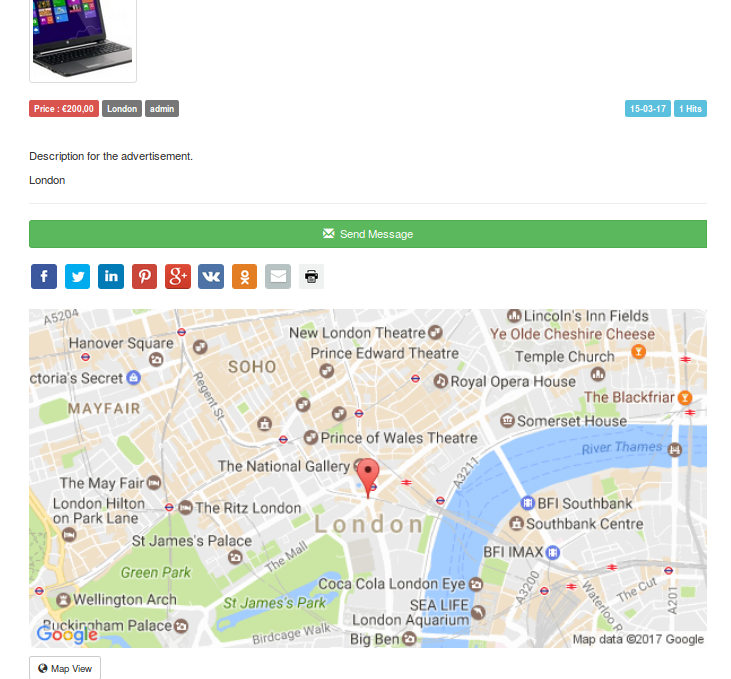 Price : €200,00 London admin 15-03-17 1 Hits
Description for the advertisement.
London
Send Message
A5204
Lincoln's Inn Fields
Hanover Square
New London Theatre
Ye Olde Cheshire Cheese
Prince Edward Theatre
Temple Church
SOHO
ctoria's Secret
Royal Opera House
Regent St
The Blackfriar
MAYFAIR
Somerset House
Prince of Wales Theatre
River Thames
The National Gallery
A3211
The May Fair
London Hilton
on Park Lane
The Ritz London
BFI Southbank
London
Southbank Centre
St James's Palace
The Mall
BFI IMAX
Green Park
Coca Cola London Eye
A3200
The Cut
A201
Wellington Arch
St James's Park
SEA LIFE
London Aquarium
Waterloo R
Buckingham Palace
Birdcage Walk
Big Ben
Google
Map data ©2017 Google
Map View